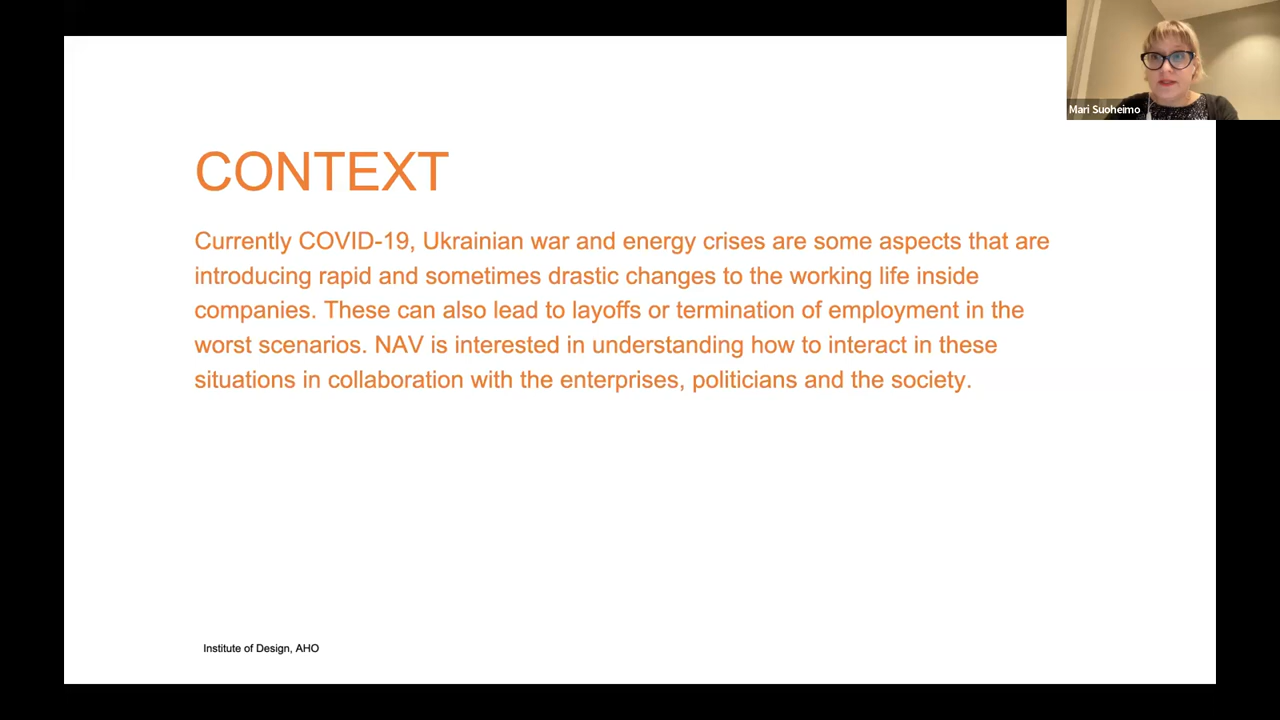 Mari Suoheimo
CONTEXT
Currently COVID-19, Ukrainian war and energy crises are some aspects that are
introducing rapid and sometimes drastic changes to the working life inside
companies. These can also lead to layoffs or termination of employment in the
worst scenarios. NAV is interested in understanding how to interact in these
situations in collaboration with the enterprises, politicians and the society.
Institute of Design, AHO